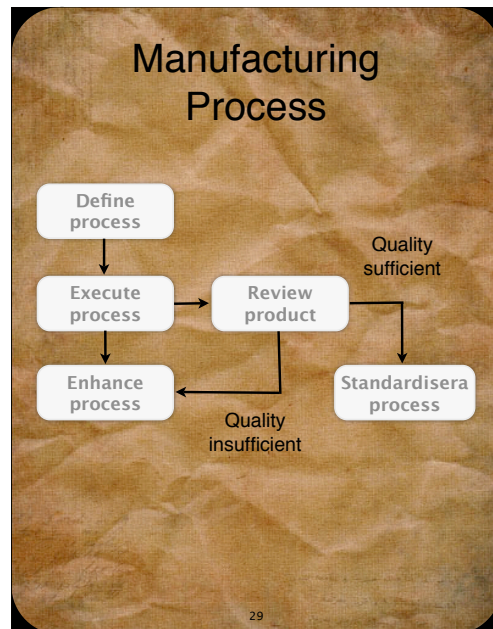 Manufacturing
Process
Define
process
Quality
sufficient
Execute
process
Review
product
Enhance
process
Standardisera
process
Quality
insufficient
29